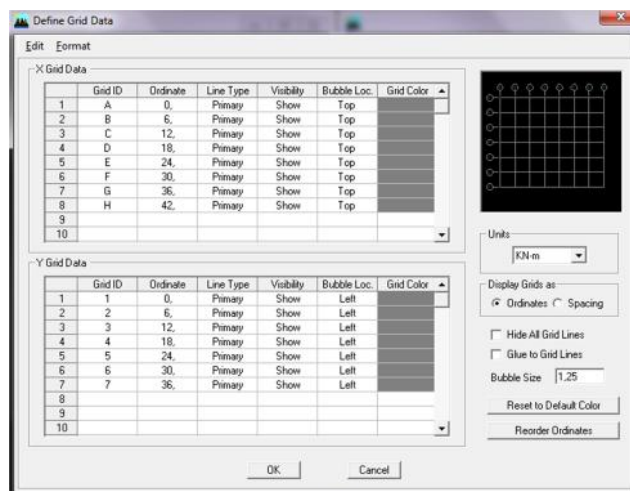 Define Grid Data
Edit Format
X Grid Data
Grid ID Ordinate Line Type Visibility Bubble Loc. Grid Color
1 A 0, Primary Show Top
2 B 6, Primary Show Top
3 C 12, Primary Show Top
4 D 18, Primary Show Top
5 E 24, Primary Show Top
6 F 30, Primary Show Top
7 G 36, Primary Show Top
8 H 42, Primary Show Top
9
10
Y Grid Data
Grid ID Ordinate Line Type Visibility Bubble Loc. Grid Color
1 1 0, Primary Show Left
2 2 6, Primary Show Left
3 3 12, Primary Show Left
4 4 18, Primary Show Left
5 5 24, Primary Show Left
6 6 30, Primary Show Left
7 7 36, Primary Show Left
8
9
10
Units
KN-m
Display Grids as
Ordinates Spacing
Hide All Grid Lines
Glue to Grid Lines
Bubble Size 1,25
Reset to Default Color
Reorder Ordinates
OK Cancel